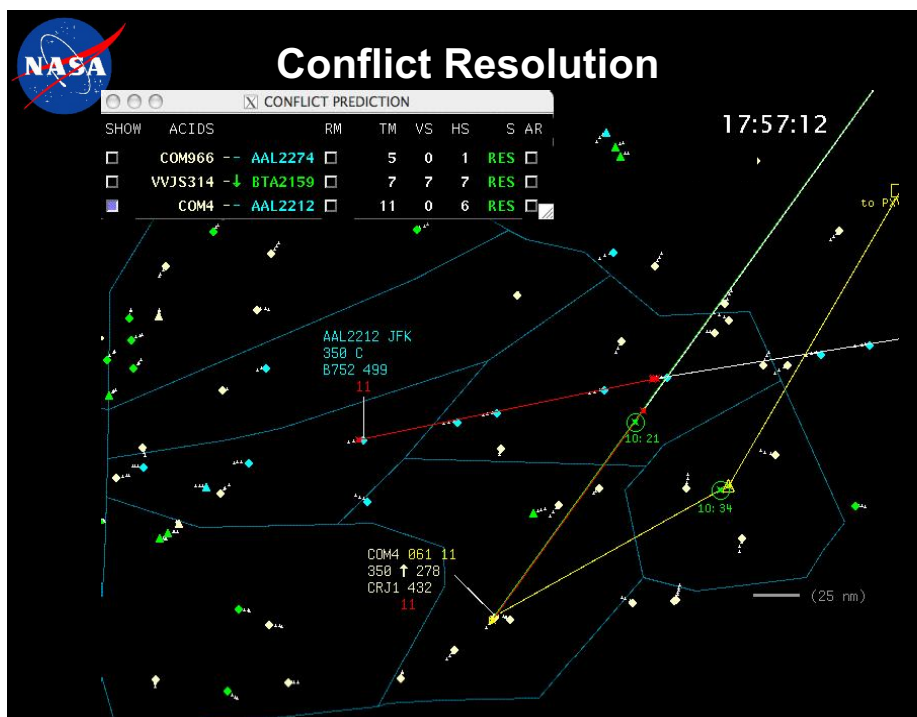 NASA
Conflict Resolution
X CONFLICT PREDICTION
SHOW ACIDS RM TM VS HS S AR
COM966 -- AAL2274 5 0 1 RES
VVJS314 -↓ BTA2159 7 7 7 RES
COM4 -- AAL2212 11 0 6 RES
17:57:12
AAL2212 JFK
350 C
B752 499
11
10:21
10:34
COM4 061 11
350 ↑ 278
CRJ1 432
11
(25 nm)